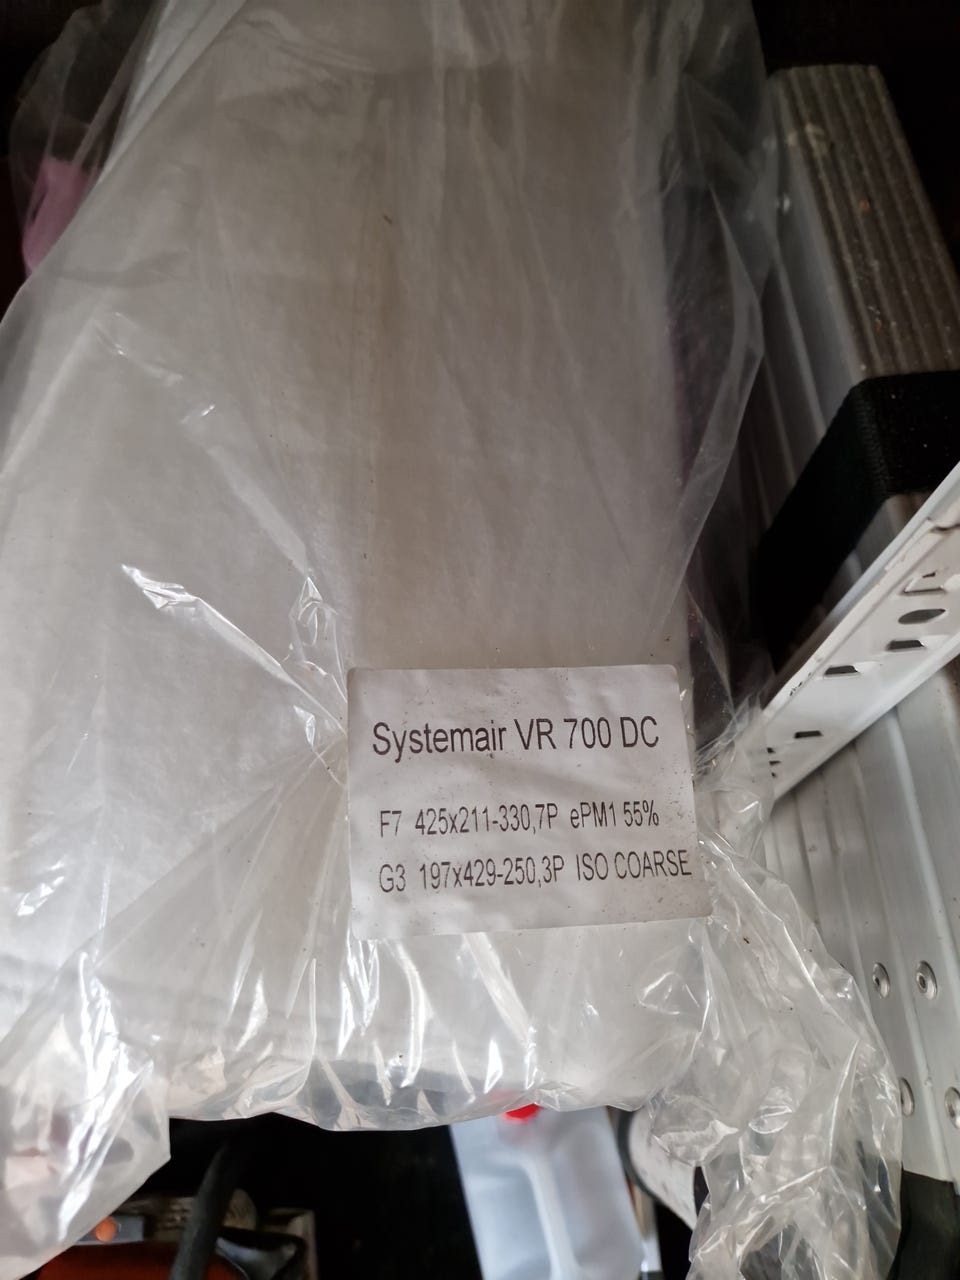 Systemair VR 700 DC
F7 425x211-330,7P ePM1 55%
G3 197x429-250,3P ISO COARSE